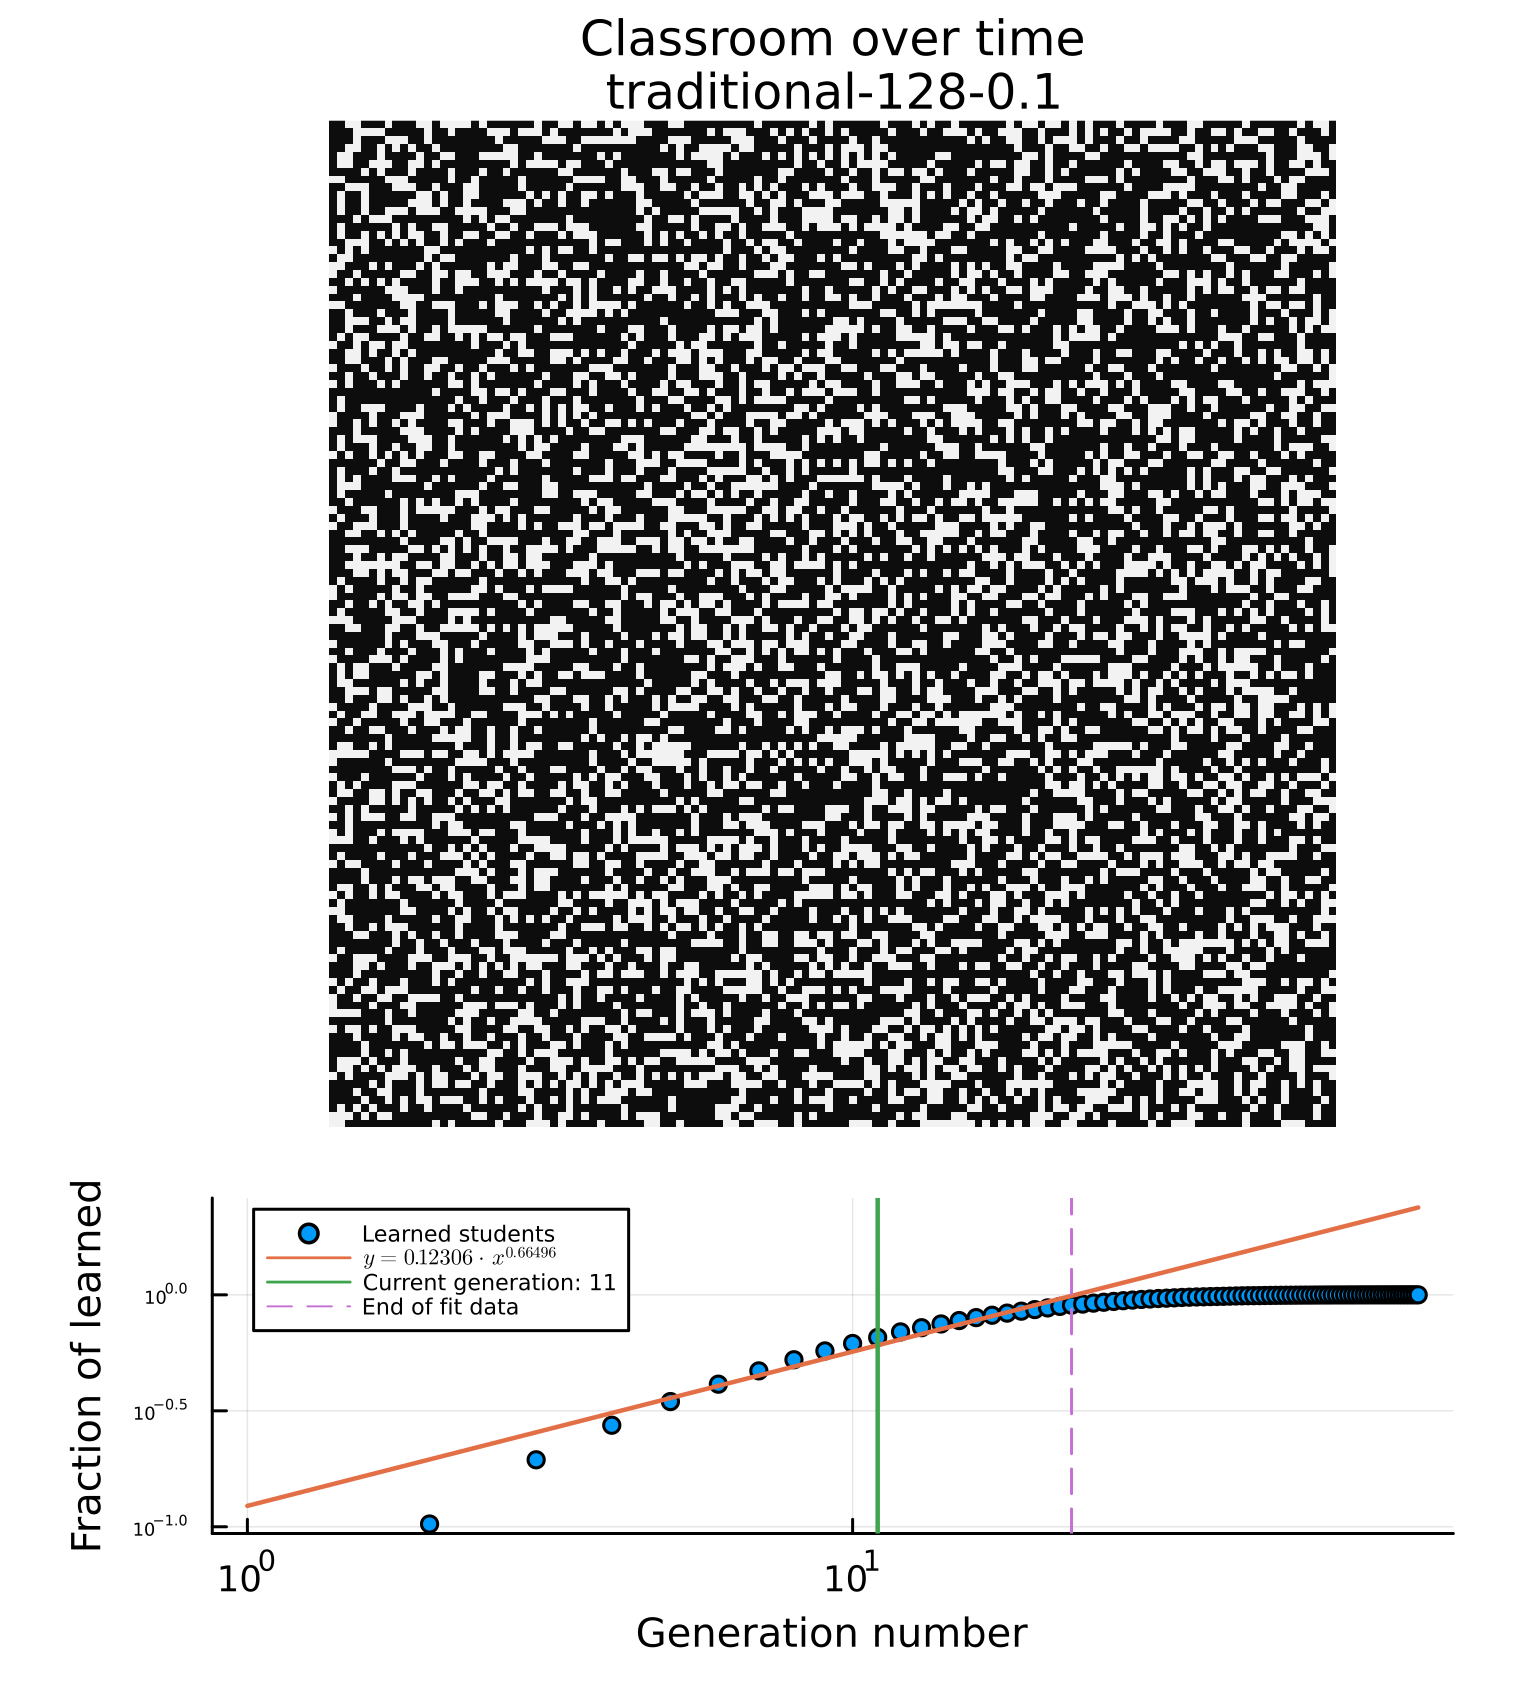 Classroom over time
traditional-128-0.1
Fraction of learned
Learned students
y = 0.12306 · x^0.66496
Current generation: 11
End of fit data
10^0.0
10^−0.5
10^−1.0
10^0
10^1
Generation number